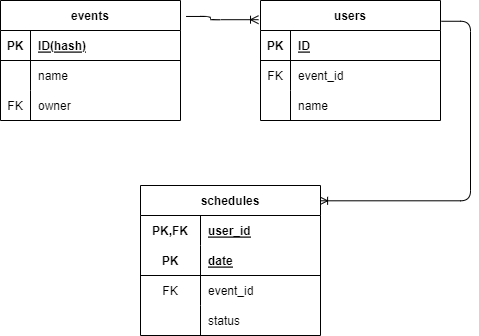 events
PK ID(hash)
name
FK owner
users
PK ID
FK event_id
name
schedules
PK,FK user_id
PK date
FK event_id
status